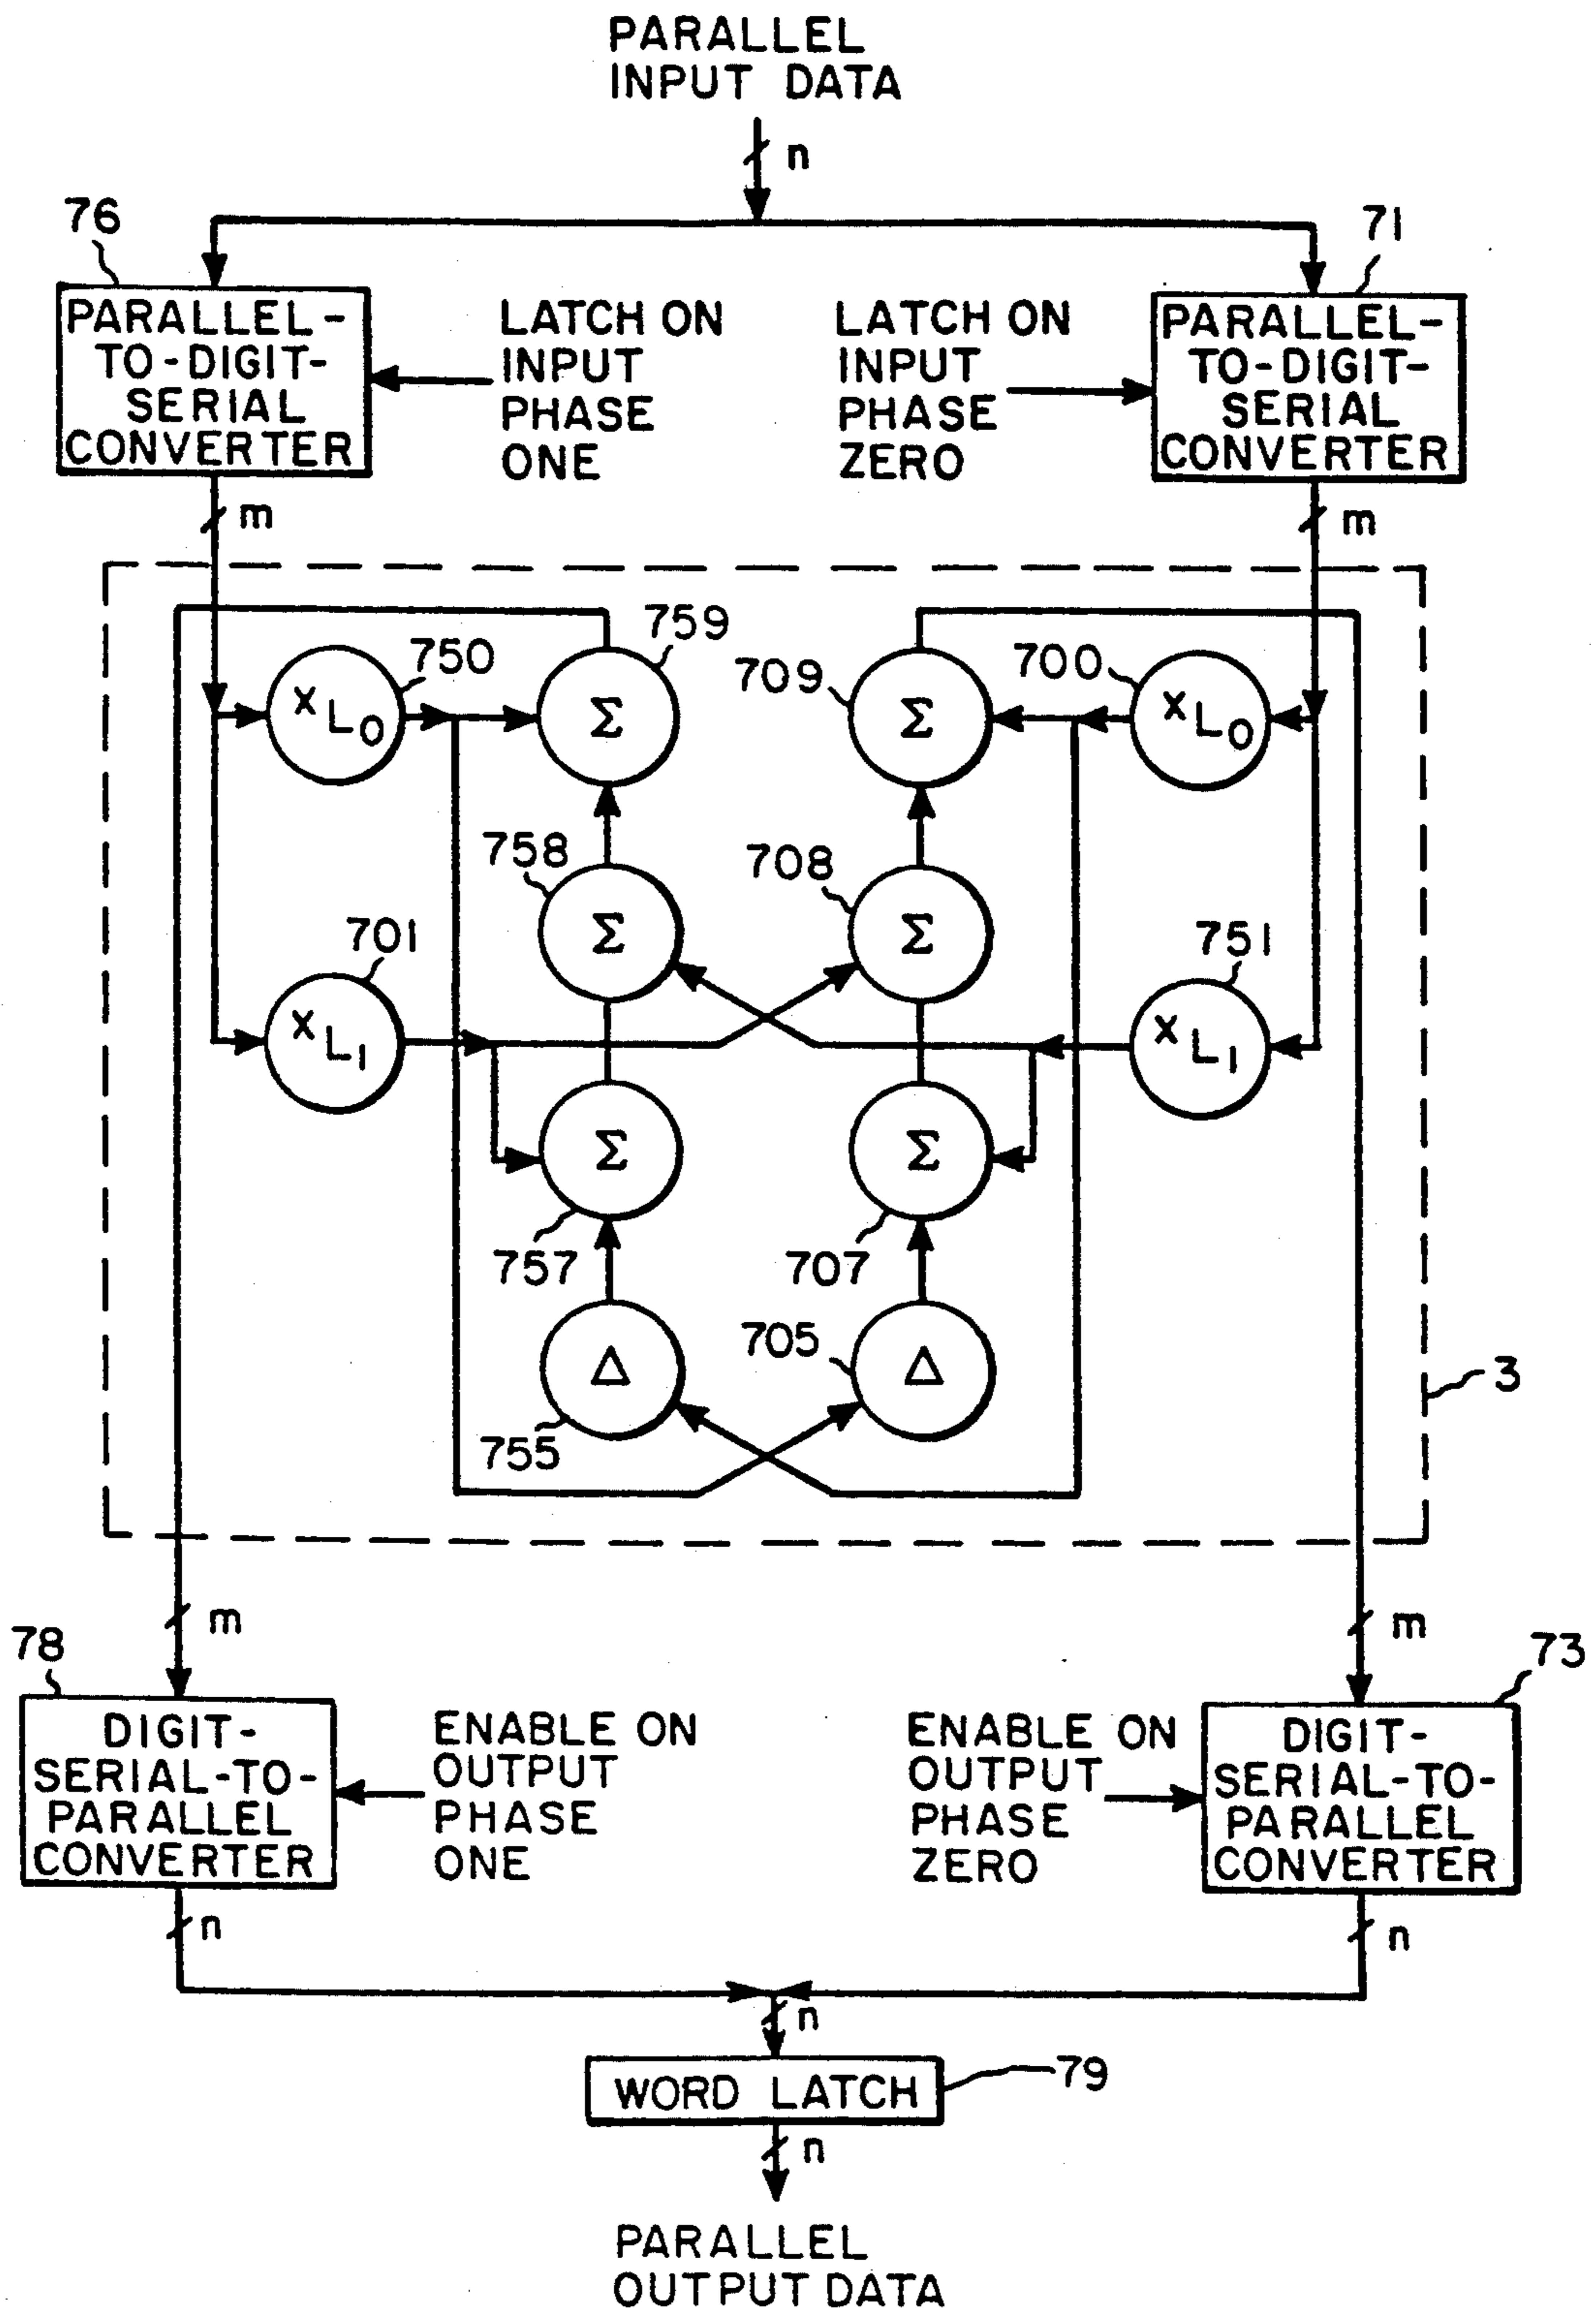 PARALLEL
INPUT DATA
n
76
71
PARALLEL-
TO-DIGIT-
SERIAL
CONVERTER
LATCH ON
INPUT
PHASE
ONE
LATCH ON
INPUT
PHASE
ZERO
PARALLEL-
TO-DIGIT-
SERIAL
CONVERTER
m
m
750
759
709
700
xL0
Σ
Σ
xL0
758
708
701
751
Σ
Σ
xL1
xL1
Σ
Σ
757
707
705
Δ
Δ
3
755
m
m
78
73
DIGIT-
SERIAL-TO-
PARALLEL
CONVERTER
ENABLE ON
OUTPUT
PHASE
ONE
ENABLE ON
OUTPUT
PHASE
ZERO
DIGIT-
SERIAL-TO-
PARALLEL
CONVERTER
n
n
n
WORD LATCH
79
n
PARALLEL
OUTPUT DATA